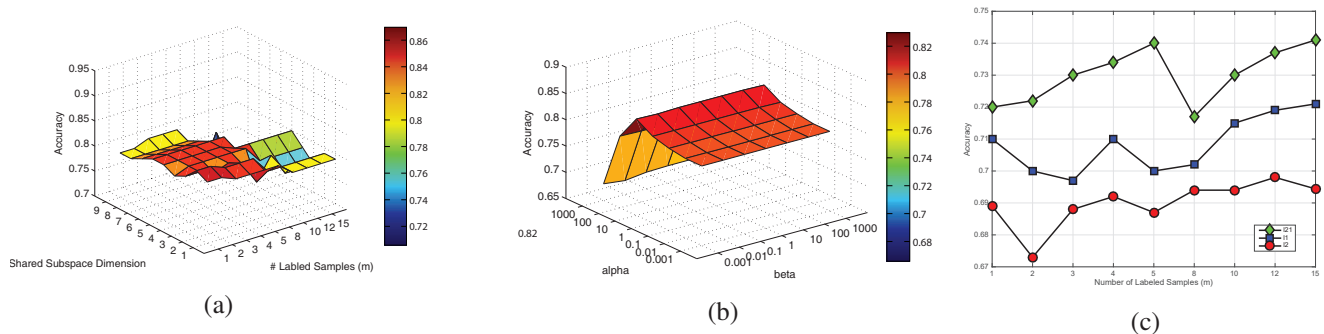 0.95
0.9
0.85
0.8
0.75
0.7
Accuracy
9 8 7 6 5 4 3 2 1
Shared Subspace Dimension
1 2 3 4 5 8 10 12 15
# Labled Samples (m)
0.86
0.84
0.82
0.8
0.78
0.76
0.74
0.72
(a)
0.9
0.85
0.8
0.75
0.7
0.65
Accuracy
1000 100 10 1 0.1 0.01 0.001
0.82
alpha
0.001 0.01 0.1 1 10 100 1000
beta
0.82
0.8
0.78
0.76
0.74
0.72
0.7
0.68
(b)
0.75
0.74
0.73
0.72
0.71
0.7
0.69
0.68
0.67
Accuracy
1 2 3 4 5 8 10 12 15
Number of Labeled Samples (m)
l21
l1
l2
(c)